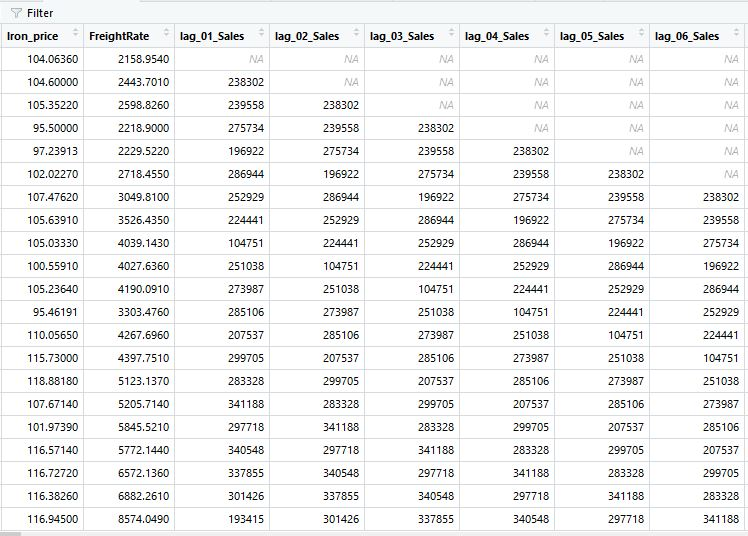 Filter
Iron_price FreightRate lag_01_Sales lag_02_Sales lag_03_Sales lag_04_Sales lag_05_Sales lag_06_Sales
104.06360 2158.9540 NA NA NA NA NA NA
104.60000 2443.7010 238302 NA NA NA NA NA
105.35220 2598.8260 239558 238302 NA NA NA NA
95.50000 2218.9000 275734 239558 238302 NA NA NA
97.23913 2229.5220 196922 275734 239558 238302 NA NA
102.02270 2718.4550 286944 196922 275734 239558 238302 NA
107.47620 3049.8100 252929 286944 196922 275734 239558 238302
105.63910 3526.4350 224441 252929 286944 196922 275734 239558
105.03330 4039.1430 104751 224441 252929 286944 196922 275734
100.55910 4027.6360 251038 104751 224441 252929 286944 196922
105.23640 4190.0910 273987 251038 104751 224441 252929 286944
95.46191 3303.4760 285106 273987 251038 104751 224441 252929
110.05650 4267.6960 207537 285106 273987 251038 104751 224441
115.73000 4397.7510 299705 207537 285106 273987 251038 104751
118.88180 5123.1370 283328 299705 207537 285106 273987 251038
107.67140 5205.7140 341188 283328 299705 207537 285106 273987
101.97390 5845.5210 297718 341188 283328 299705 207537 285106
116.57140 5772.1440 340548 297718 341188 283328 299705 207537
116.72720 6572.1360 337855 340548 297718 341188 283328 299705
116.38260 6882.2610 301426 337855 340548 297718 341188 283328
116.94500 8574.0490 193415 301426 337855 340548 297718 341188